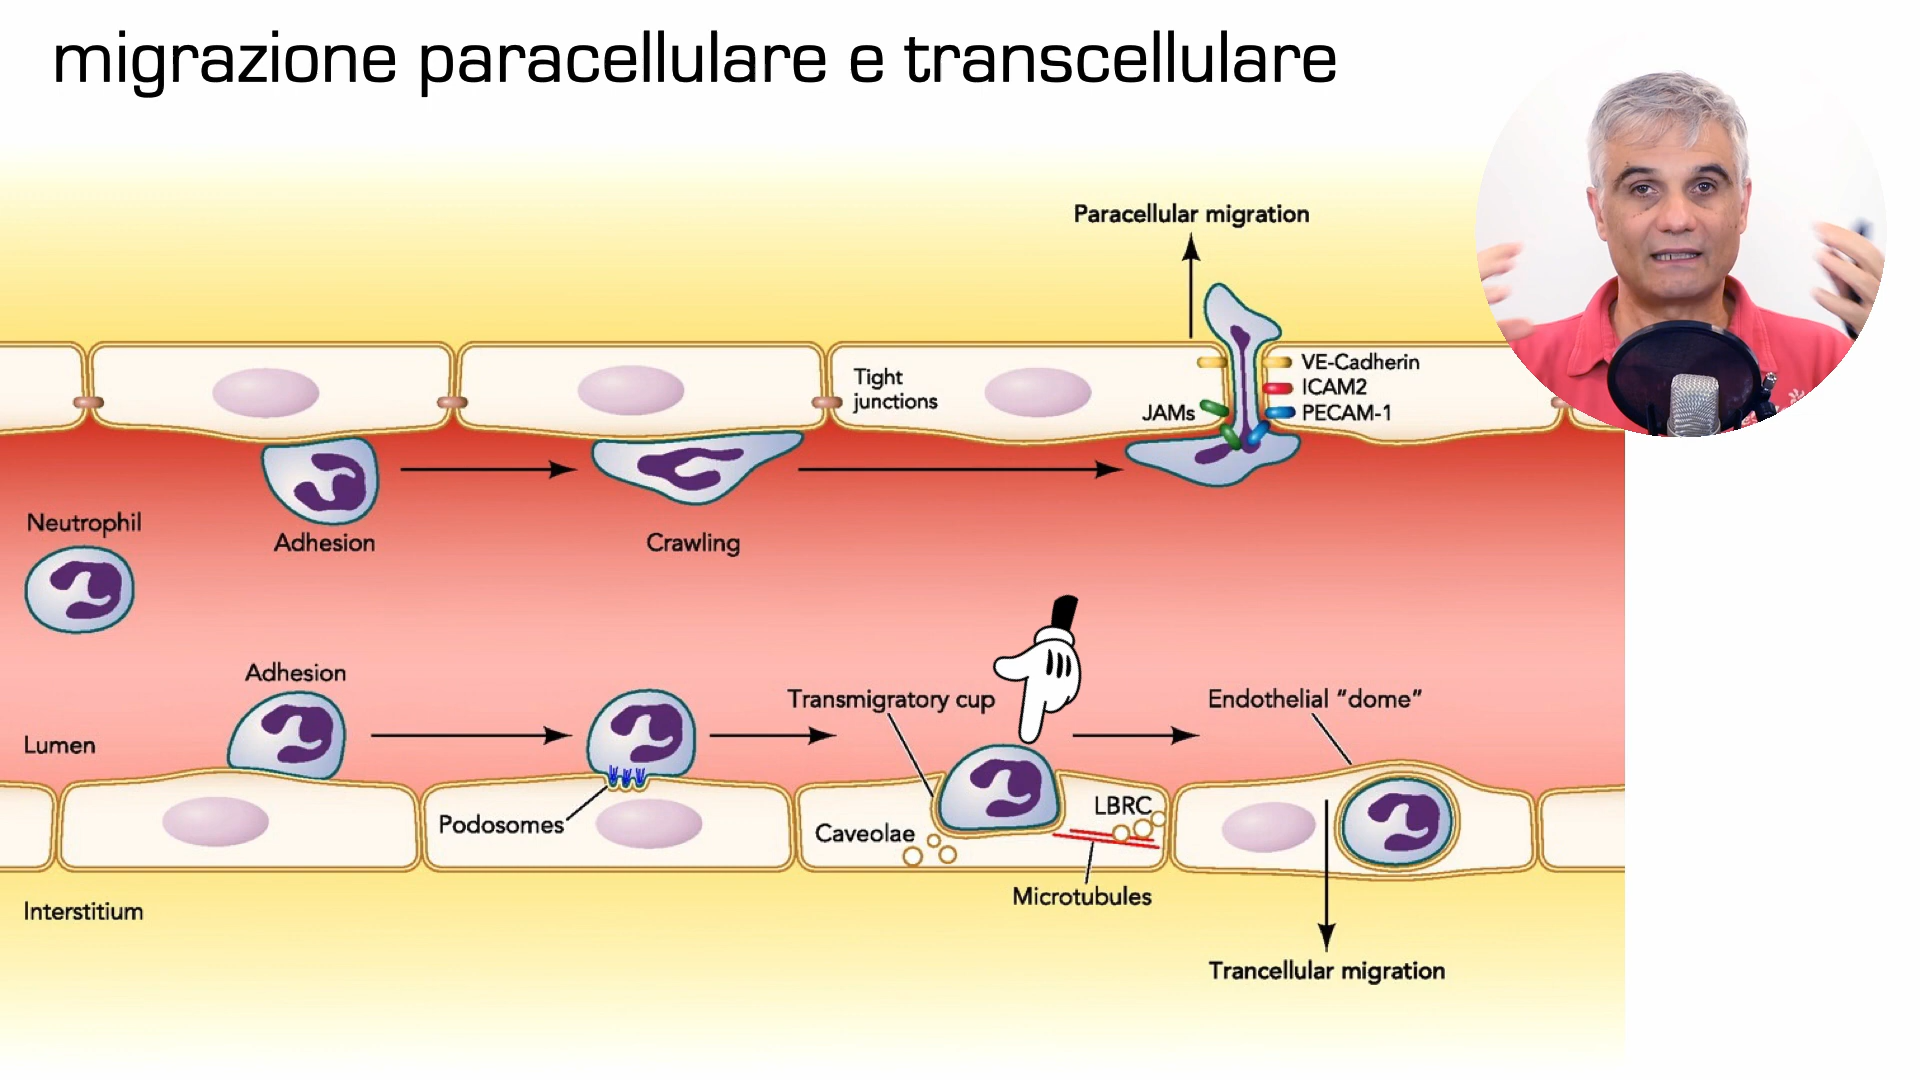 migrazione paracellulare e transcellulare
Paracellular migration
VE-Cadherin
Tight
junctions
ICAM2
JAMs
PECAM-1
Neutrophil
Adhesion
Crawling
Adhesion
Transmigratory cup
Endothelial “dome”
Lumen
LBRC
Podosomes
Caveolae
Microtubules
Interstitium
Trancellular migration